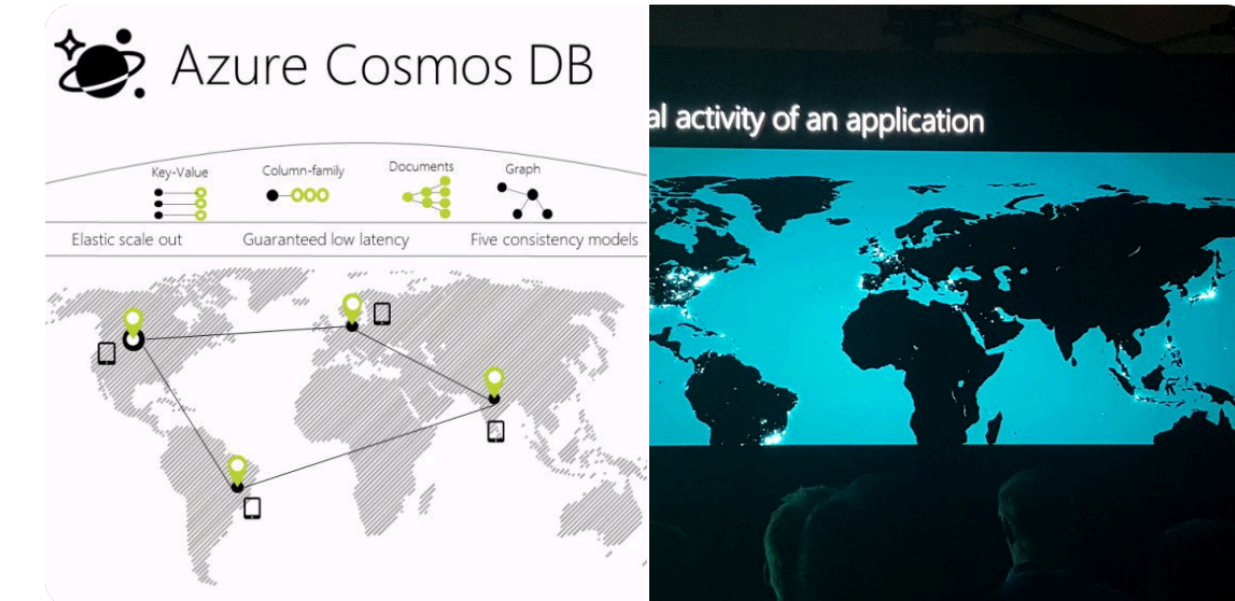 Azure Cosmos DB
Key-Value Column-family Documents Graph
Elastic scale out Guaranteed low latency Five consistency models
activity of an application